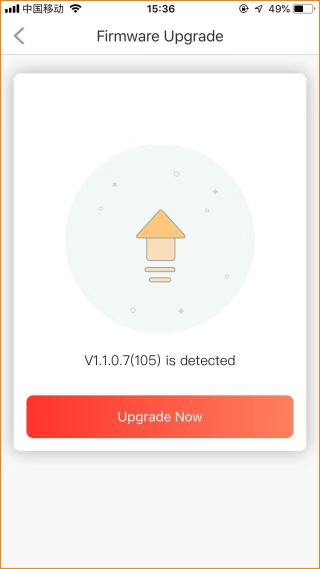 中国移动 15:36 49%
Firmware Upgrade
V1.1.0.7(105) is detected
Upgrade Now